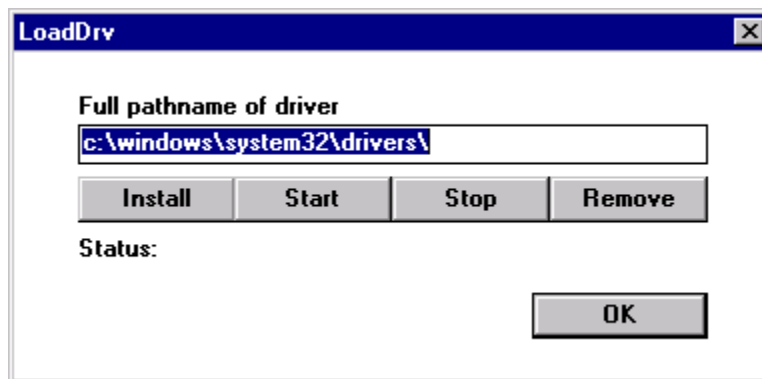 LoadDrv
Full pathname of driver
c:\windows\system32\drivers\
Install Start Stop Remove
Status:
OK